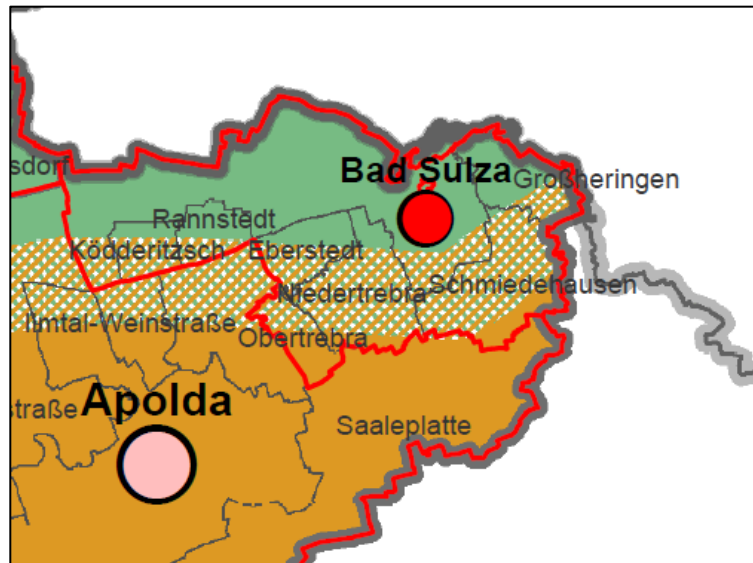 sdorf
Bad Sulza
Großheringen
Rannstedt
Ködderitzsch
Eberstedt
Schmiedehausen
Niedertrebra
Ilmtal-Weinstraße
Obertrebra
straße
Apolda
Saaleplatte